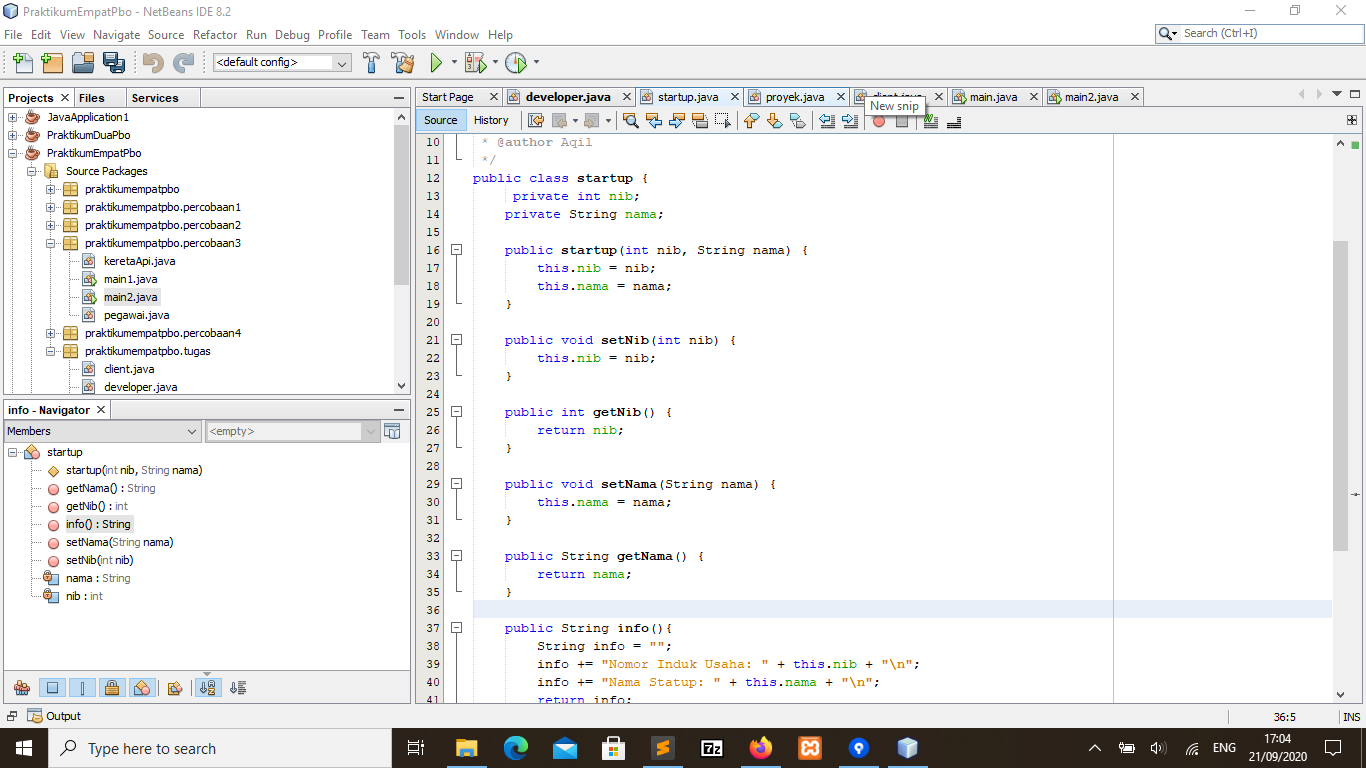 PraktikumEmpatPbo - NetBeans IDE 8.2
File Edit View Navigate Source Refactor Run Debug Profile Team Tools Window Help
Search (Ctrl+I)
<default config>
Projects Files Services
JavaApplication1
PraktikumDuaPbo
PraktikumEmpatPbo
Source Packages
praktikumempatpbo
praktikumempatpbo.percobaan1
praktikumempatpbo.percobaan2
praktikumempatpbo.percobaan3
keretaApi.java
main1.java
main2.java
pegawai.java
praktikumempatpbo.percobaan4
praktikumempatpbo.tugas
client.java
developer.java
info - Navigator
Members <empty>
startup
startup(int nib, String nama)
getNama() : String
getNib() : int
info() : String
setNama(String nama)
setNib(int nib)
nama : String
nib : int
Start Page developer.java startup.java proyek.java client.java main.java main2.java
New snip
Source History
10 * @author Aqil
11 */
12 public class startup {
13 private int nib;
14 private String nama;
15
16 public startup(int nib, String nama) {
17 this.nib = nib;
18 this.nama = nama;
19 }
20
21 public void setNib(int nib) {
22 this.nib = nib;
23 }
24
25 public int getNib() {
26 return nib;
27 }
28
29 public void setNama(String nama) {
30 this.nama = nama;
31 }
32
33 public String getNama() {
34 return nama;
35 }
36
37 public String info(){
38 String info = "";
39 info += "Nomor Induk Usaha: " + this.nib + "\n";
40 info += "Nama Statup: " + this.nama + "\n";
41 return info;
Output
36:5 INS
Type here to search
7z
ENG
17:04
21/09/2020